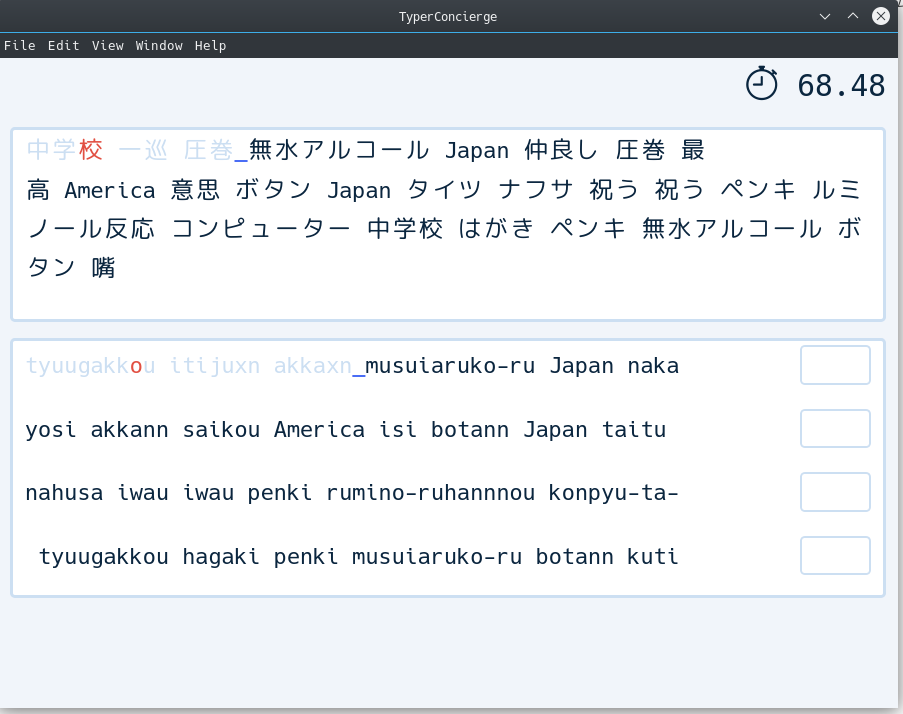 TyperConcierge
File Edit View Window Help
68.48
中学校 一巡 圧巻_無水アルコール Japan 仲良し 圧巻 最
高 America 意思 ボタン Japan タイツ ナフサ 祝う 祝う ペンキ ルミ
ノール反応 コンピューター 中学校 はがき ペンキ 無水アルコール ボ
タン 嘴
tyuugakkou itijuxn akkaxn_musuiaruko-ru Japan naka
yosi akkann saikou America isi botann Japan taitu
nahusa iwau iwau penki rumino-ruhannnou konpyu-ta-
tyuugakkou hagaki penki musuiaruko-ru botann kuti